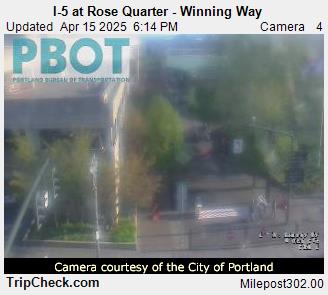 I-5 at Rose Quarter - Winning Way
Updated Apr 15 2025 6:14 PM Camera 4
PBOT
PORTLAND BUREAU OF TRANSPORTATION
Camera courtesy of the City of Portland
TripCheck.com Milepost302.00